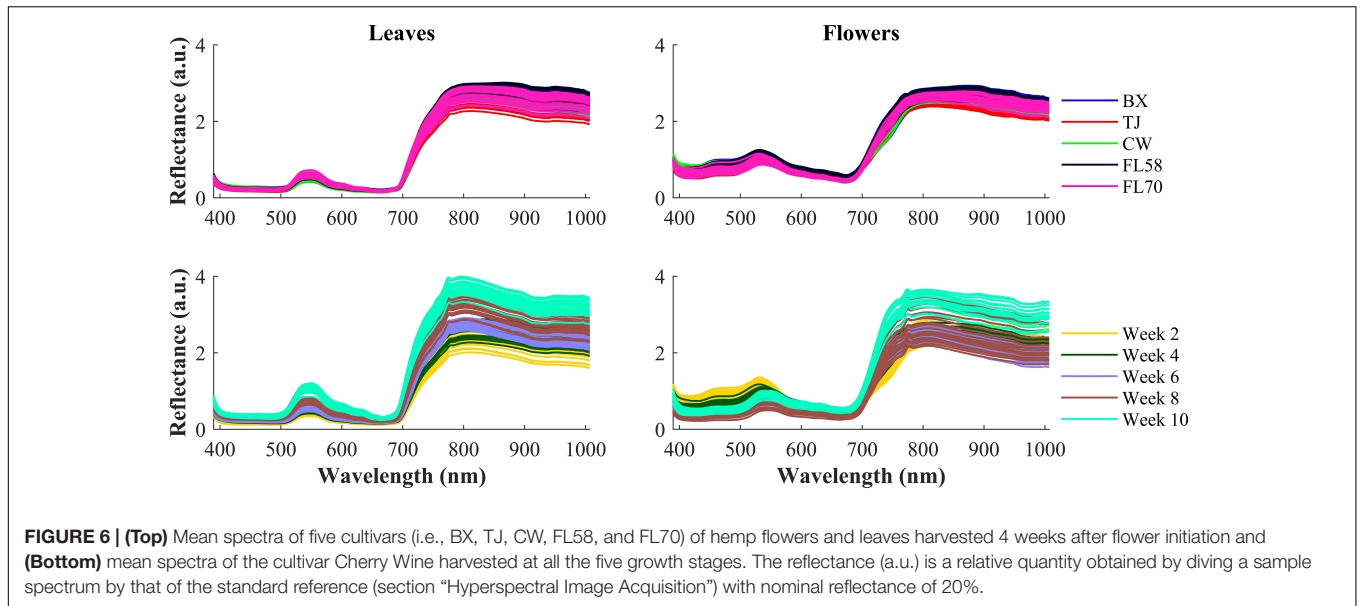 Leaves
Flowers
Reflectance (a.u.)
4
2
0
400 500 600 700 800 900 1000
4
2
0
400 500 600 700 800 900 1000
BX
TJ
CW
FL58
FL70
Reflectance (a.u.)
4
2
0
400 500 600 700 800 900 1000
Wavelength (nm)
4
2
0
400 500 600 700 800 900 1000
Wavelength (nm)
Week 2
Week 4
Week 6
Week 8
Week 10
FIGURE 6 | (Top) Mean spectra of five cultivars (i.e., BX, TJ, CW, FL58, and FL70) of hemp flowers and leaves harvested 4 weeks after flower initiation and
(Bottom) mean spectra of the cultivar Cherry Wine harvested at all the five growth stages. The reflectance (a.u.) is a relative quantity obtained by diving a sample
spectrum by that of the standard reference (section “Hyperspectral Image Acquisition”) with nominal reflectance of 20%.